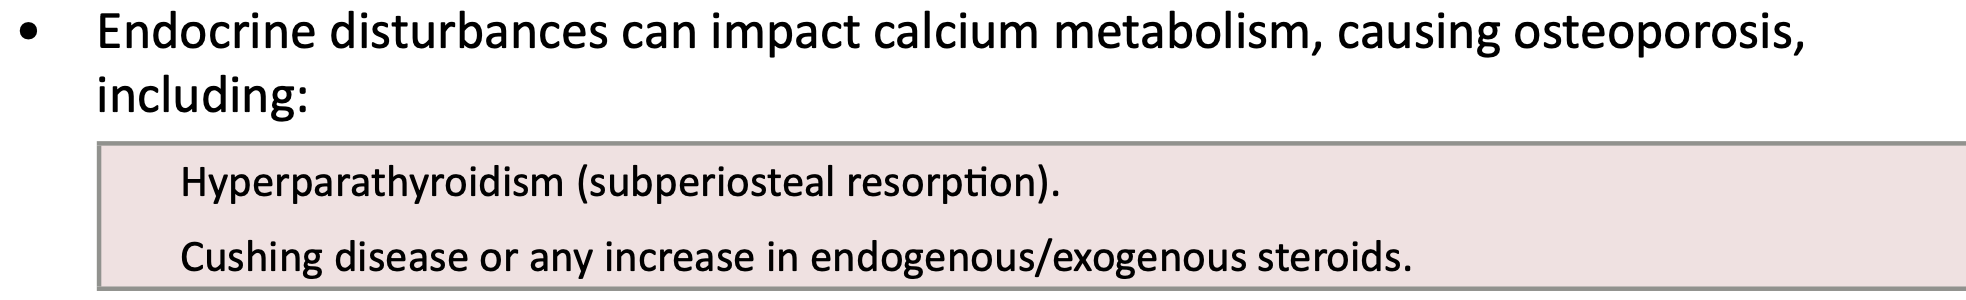 • Endocrine disturbances can impact calcium metabolism, causing osteoporosis,
including:
Hyperparathyroidism (subperiosteal resorption).
Cushing disease or any increase in endogenous/exogenous steroids.